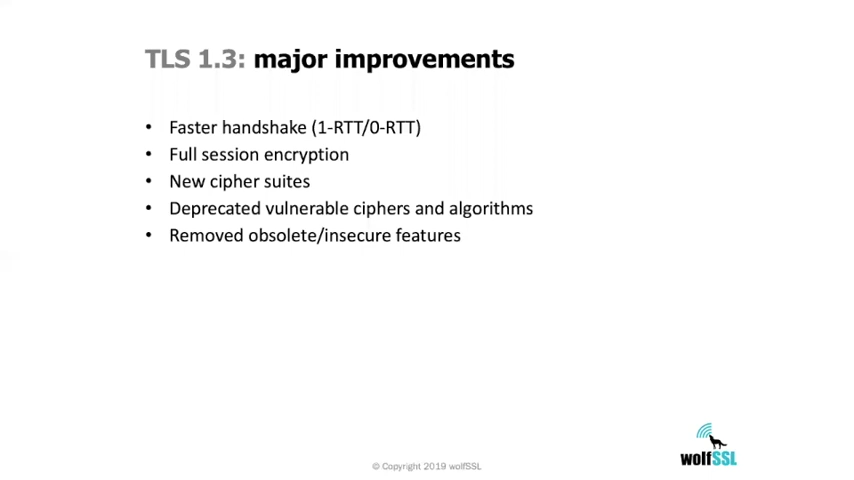 TLS 1.3: major improvements
• Faster handshake (1-RTT/0-RTT)
• Full session encryption
• New cipher suites
• Deprecated vulnerable ciphers and algorithms
• Removed obsolete/insecure features
© Copyright 2019 wolfSSL
wolfSSL